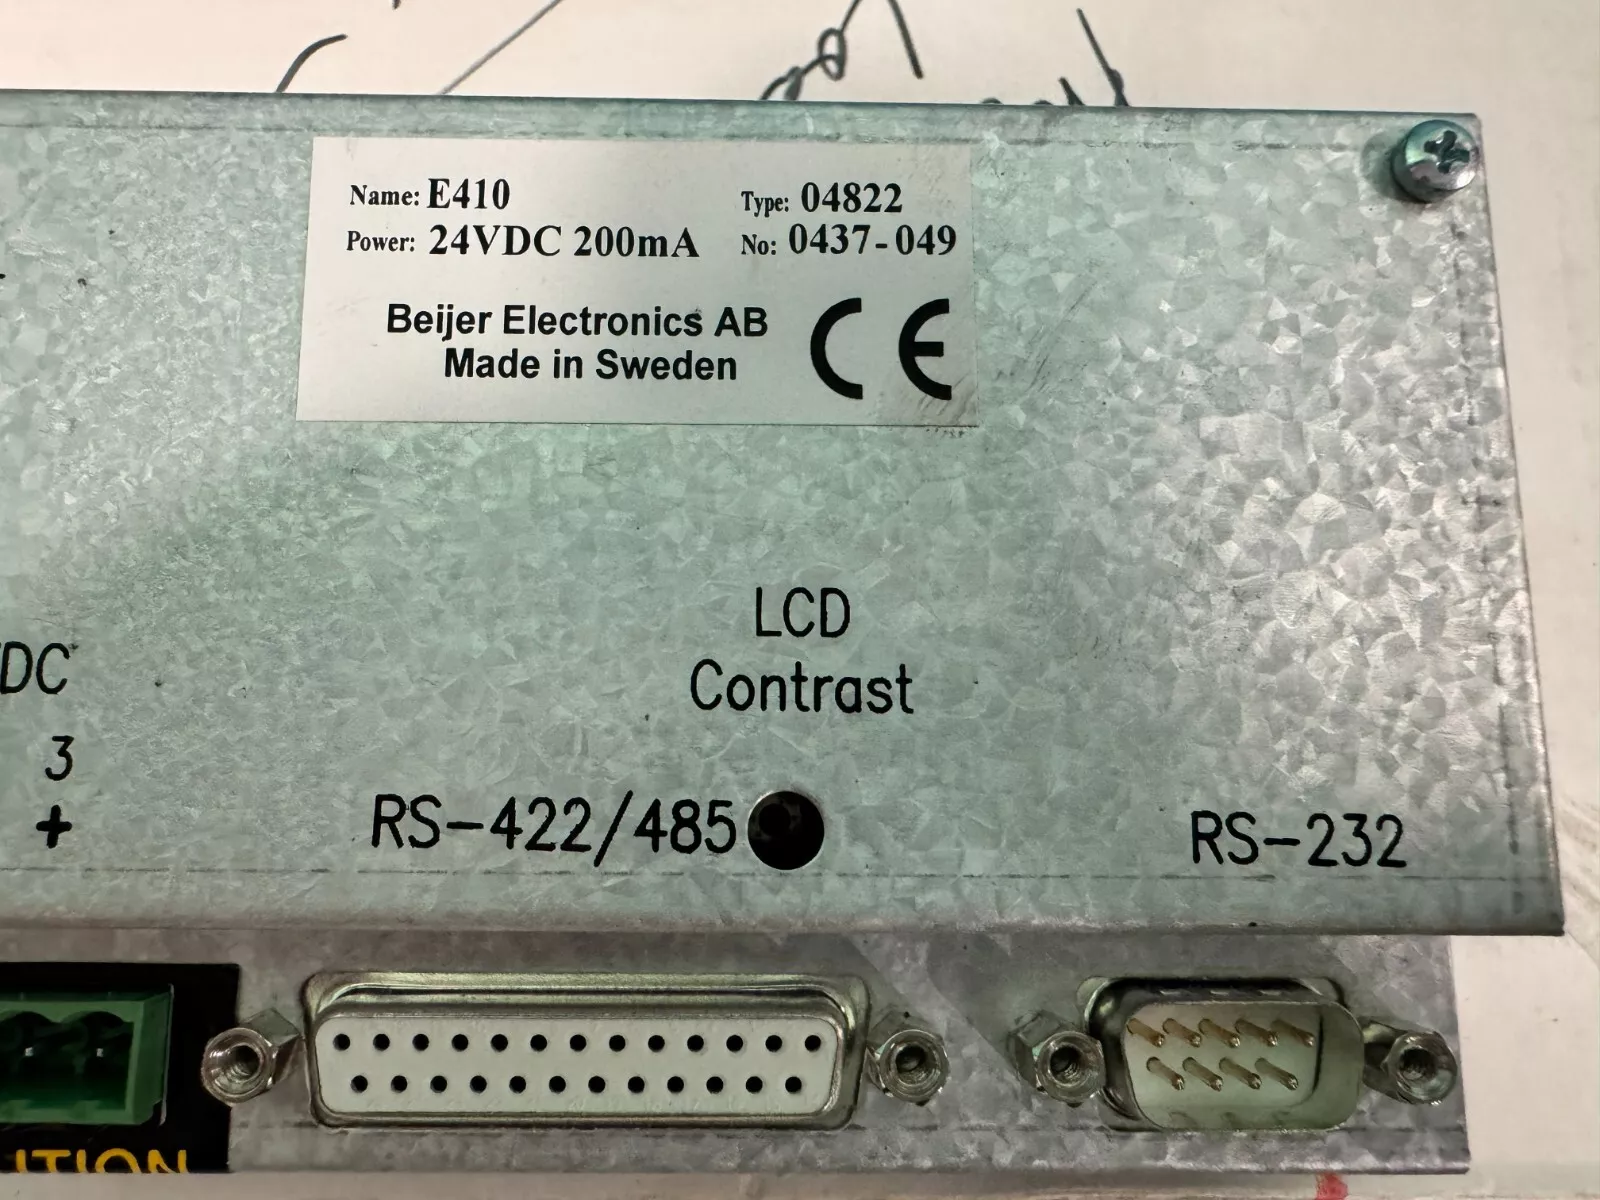 Name: E410 Type: 04822
Power: 24VDC 200mA No: 0437-049
Beijer Electronics AB
Made in Sweden
CE
LCD
Contrast
DC
3
+
RS-422/485
RS-232